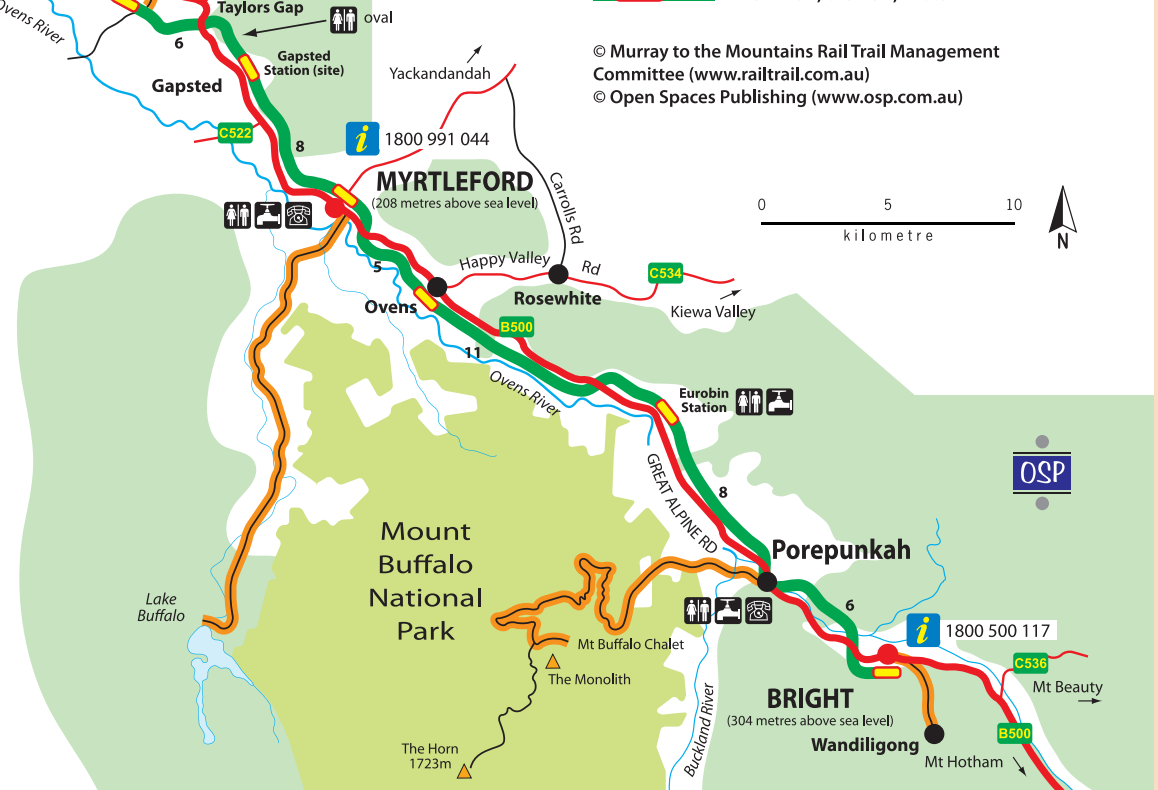 Taylors Gap
oval
Ovens River
6
Gapsted
Station (site)
Gapsted
© Murray to the Mountains Rail Trail Management
Committee (www.railtrail.com.au)
© Open Spaces Publishing (www.osp.com.au)
Yackandandah
C522
8
i 1800 991 044
MYRTLEFORD
(208 metres above sea level)
Carrolls Rd
0 5 10
kilometre
N
5
Happy Valley Rd
C534
Rosewhite
Kiewa Valley
Ovens
B500
11
Ovens River
Eurobin
Station
GREAT ALPINE RD
OSP
8
Mount
Buffalo
National
Park
Porepunkah
Lake
Buffalo
6
i 1800 500 117
Mt Buffalo Chalet
The Monolith
C536
Mt Beauty
BRIGHT
(304 metres above sea level)
Buckland River
Wandiligong
B500
Mt Hotham
The Horn
1723m